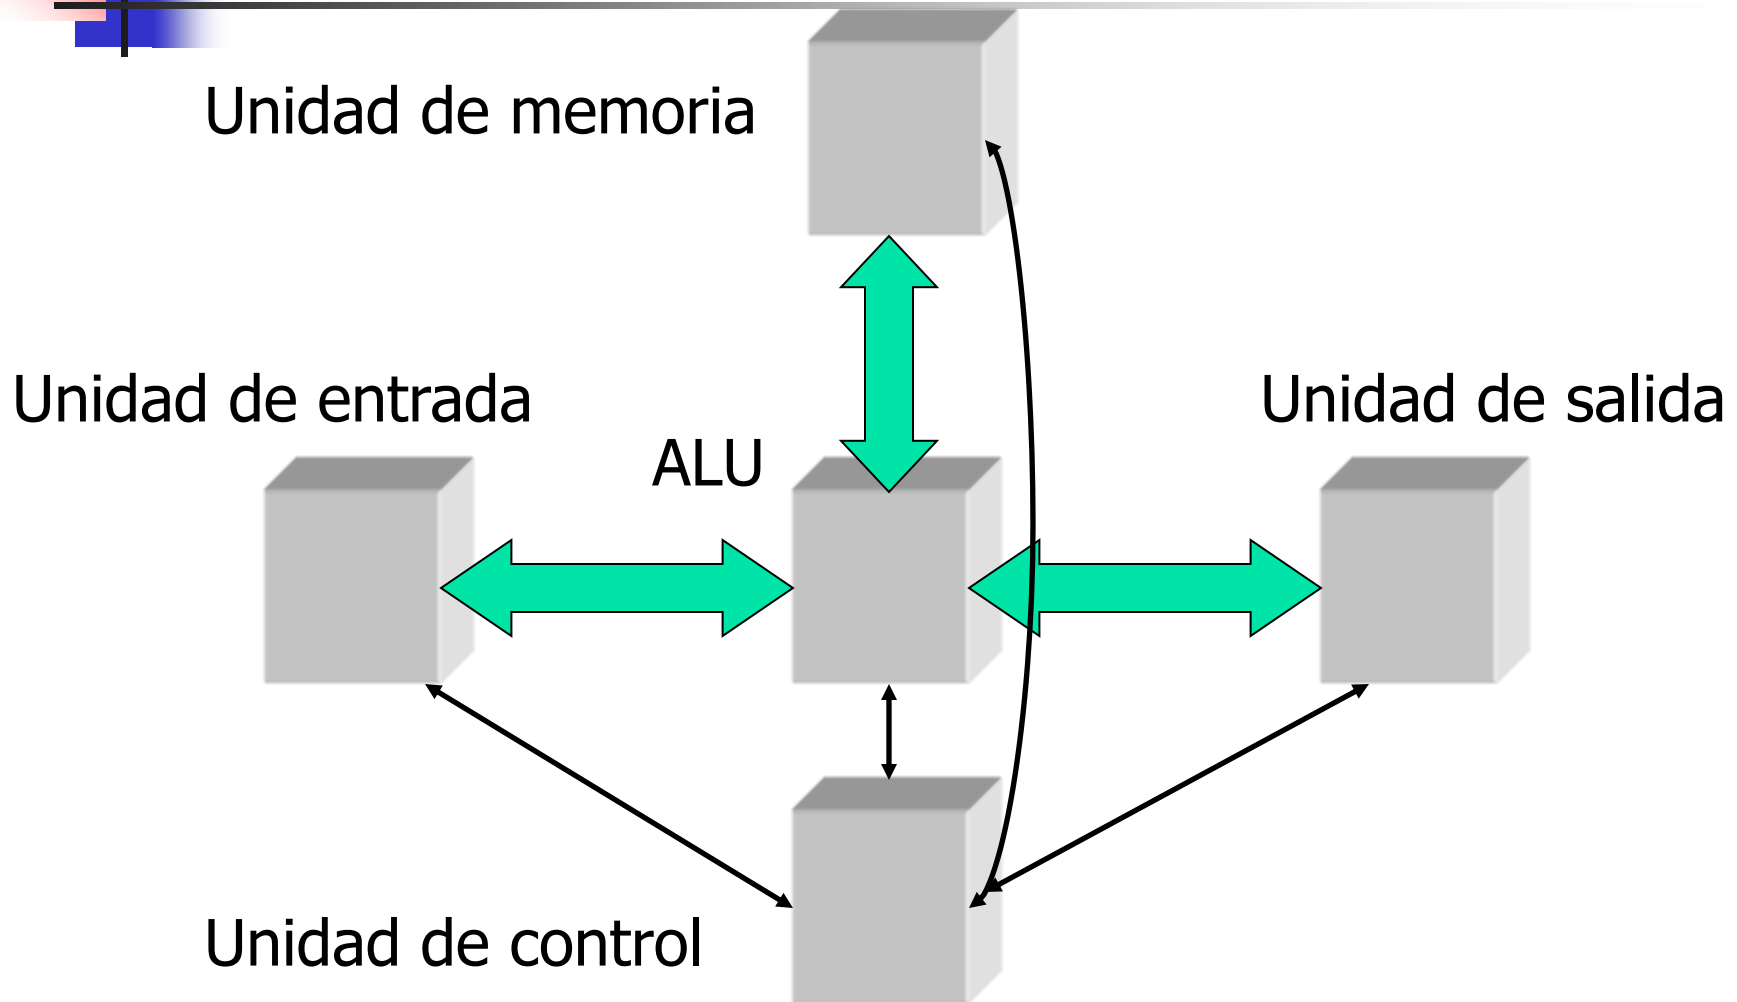 Unidad de memoria
Unidad de entrada
Unidad de salida
ALU
Unidad de control